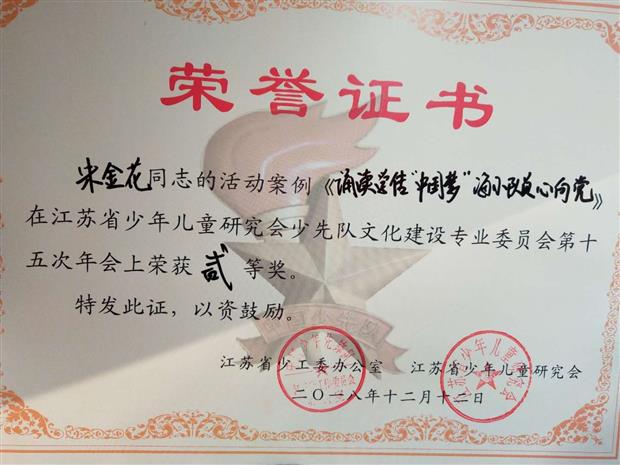 荣誉证书
宋金花同志的活动案例《诵读总结"中国梦" 海小队员心向党》
在江苏省少年儿童研究会少先队文化建设专业委员会第十
五次年会上荣获 贰 等奖。
特发此证，以资鼓励。
江苏省少工委办公室 江苏省少年儿童研究会
二〇一八年十二月十二日